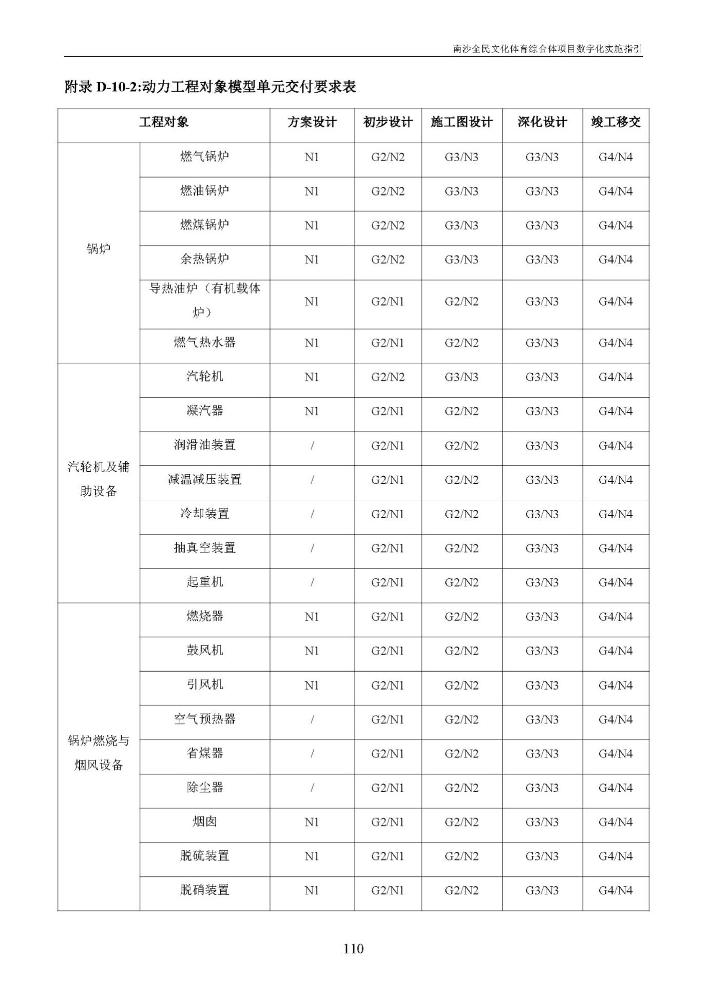 南沙全民文化体育综合体项目数字化实施指引
附录 D-10-2:动力工程对象模型单元交付要求表
工程对象 方案设计 初步设计 施工图设计 深化设计 竣工移交
锅炉
燃气锅炉 N1 G2/N2 G3/N3 G3/N3 G4/N4
燃油锅炉 N1 G2/N2 G3/N3 G3/N3 G4/N4
燃煤锅炉 N1 G2/N2 G3/N3 G3/N3 G4/N4
余热锅炉 N1 G2/N2 G3/N3 G3/N3 G4/N4
导热油炉（有机载体
炉） N1 G2/N1 G2/N2 G3/N3 G4/N4
燃气热水器 N1 G2/N1 G2/N2 G3/N3 G4/N4
汽轮机及辅
助设备
汽轮机 N1 G2/N2 G3/N3 G3/N3 G4/N4
凝汽器 N1 G2/N1 G2/N2 G3/N3 G4/N4
润滑油装置 / G2/N1 G2/N2 G3/N3 G4/N4
减温减压装置 / G2/N1 G2/N2 G3/N3 G4/N4
冷却装置 / G2/N1 G2/N2 G3/N3 G4/N4
抽真空装置 / G2/N1 G2/N2 G3/N3 G4/N4
起重机 / G2/N1 G2/N2 G3/N3 G4/N4
锅炉燃烧与
烟风设备
燃烧器 N1 G2/N1 G2/N2 G3/N3 G4/N4
鼓风机 N1 G2/N1 G2/N2 G3/N3 G4/N4
引风机 N1 G2/N1 G2/N2 G3/N3 G4/N4
空气预热器 / G2/N1 G2/N2 G3/N3 G4/N4
省煤器 / G2/N1 G2/N2 G3/N3 G4/N4
除尘器 / G2/N1 G2/N2 G3/N3 G4/N4
烟囱 N1 G2/N1 G2/N2 G3/N3 G4/N4
脱硫装置 N1 G2/N1 G2/N2 G3/N3 G4/N4
脱硝装置 N1 G2/N1 G2/N2 G3/N3 G4/N4
110